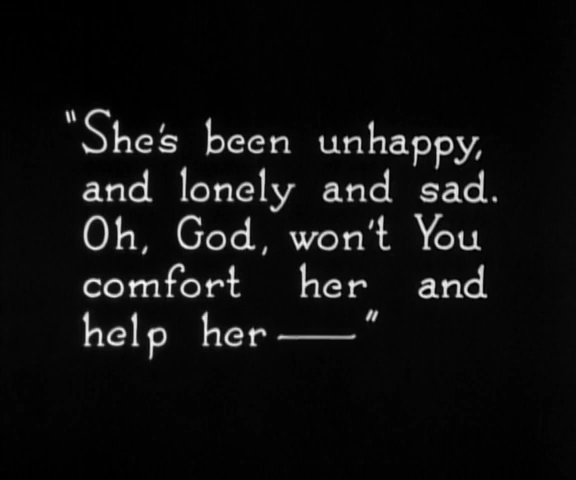 "She's been unhappy,
and lonely and sad.
Oh, God, won't You
comfort her and
help her —"